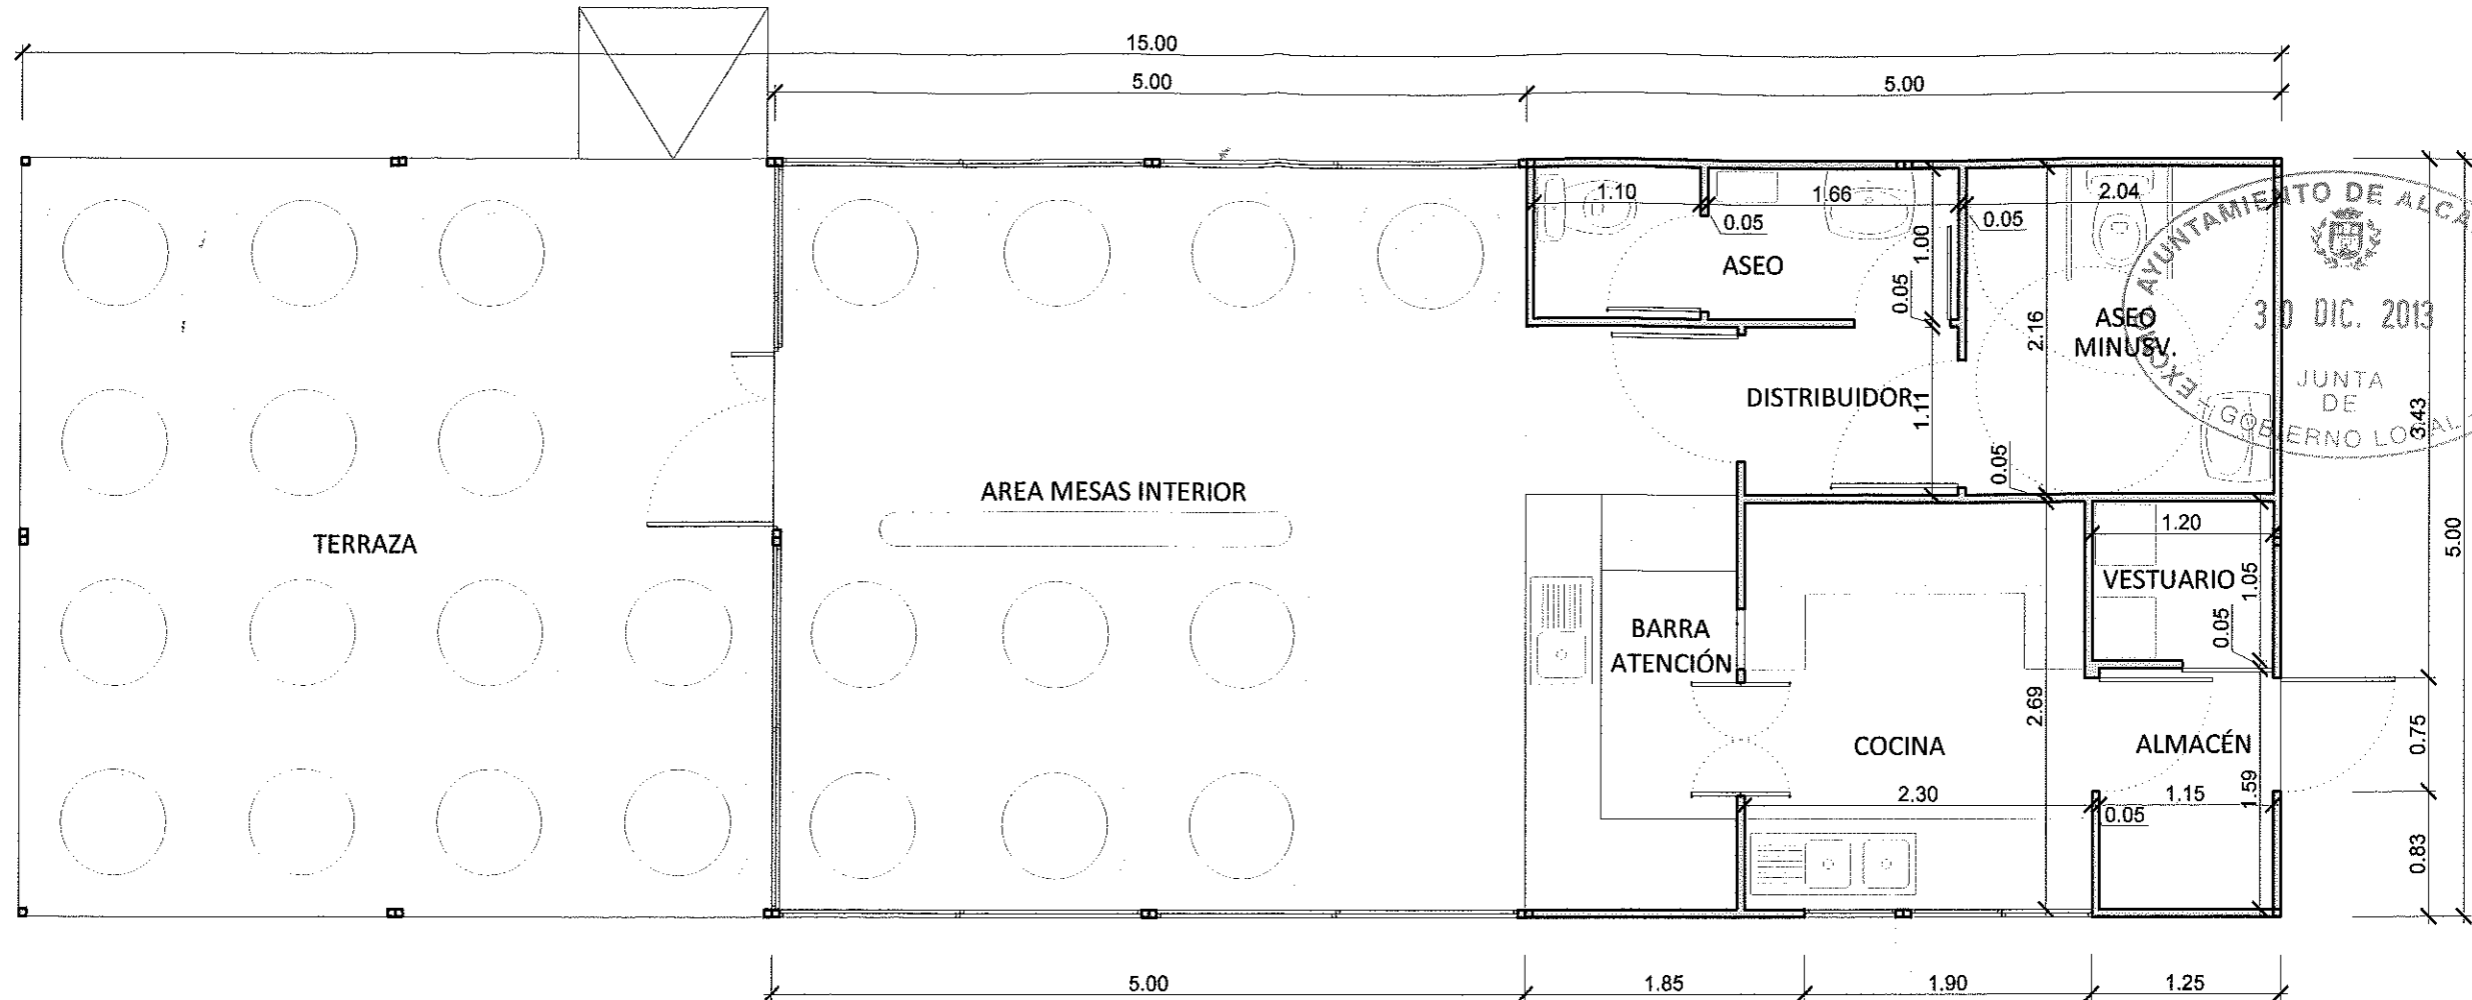 15.00
5.00
5.00
1.10
1.66
2.04
0.05
0.05
1.00
ASEO
0.05
2.16
ASEO
MINUSV.
DISTRIBUIDOR
1.11
0.05
3.43
5.00
EXCMO. AYUNTAMIENTO DE ALCA
30 DIC. 2013
JUNTA
DE
GOBIERNO LOCAL
AREA MESAS INTERIOR
TERRAZA
1.20
VESTUARIO
1.05
0.05
BARRA
ATENCIÓN
2.69
COCINA
ALMACÉN
0.75
1.59
2.30
1.15
0.05
0.83
5.00
1.85
1.90
1.25